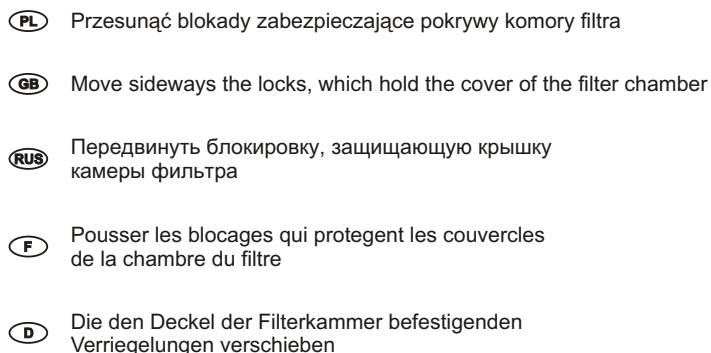 PL Przesunąć blokady zabezpieczające pokrywy komory filtra
GB Move sideways the locks, which hold the cover of the filter chamber
RUS Передвинуть блокировку, защищающую крышку
камеры фильтра
F Pousser les blocages qui protegent les couvercles
de la chambre du filtre
D Die den Deckel der Filterkammer befestigenden
Verriegelungen verschieben